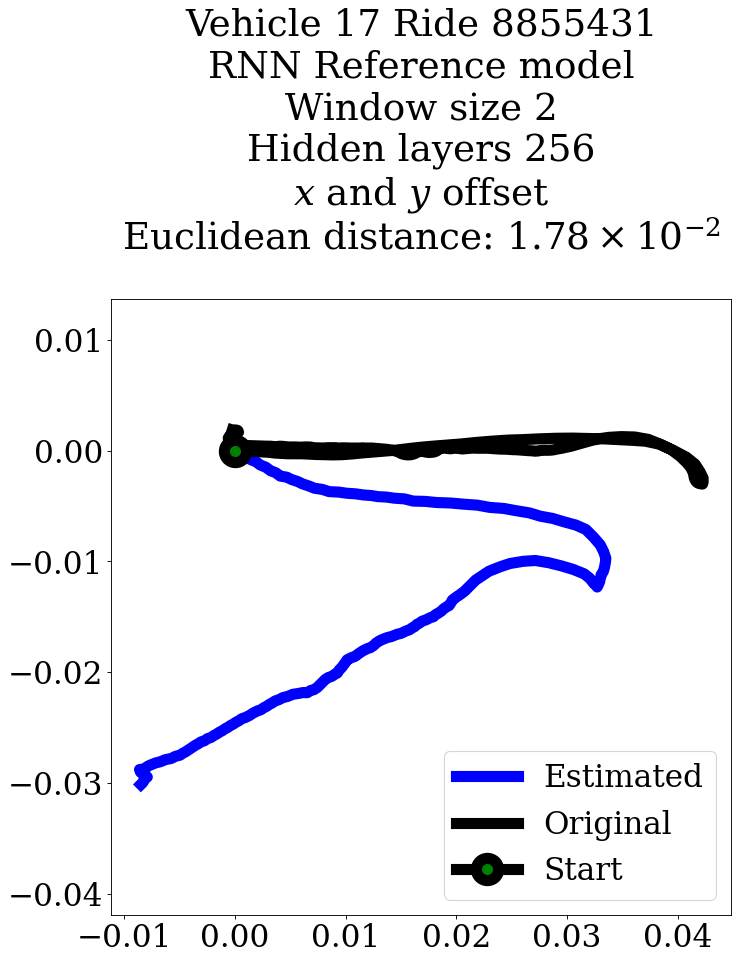 Vehicle 17 Ride 8855431
RNN Reference model
Window size 2
Hidden layers 256
x and y offset
Euclidean distance: 1.78 × 10⁻²
0.01
0.00
−0.01
−0.02
−0.03
−0.04
Estimated
Original
Start
−0.01 0.00 0.01 0.02 0.03 0.04